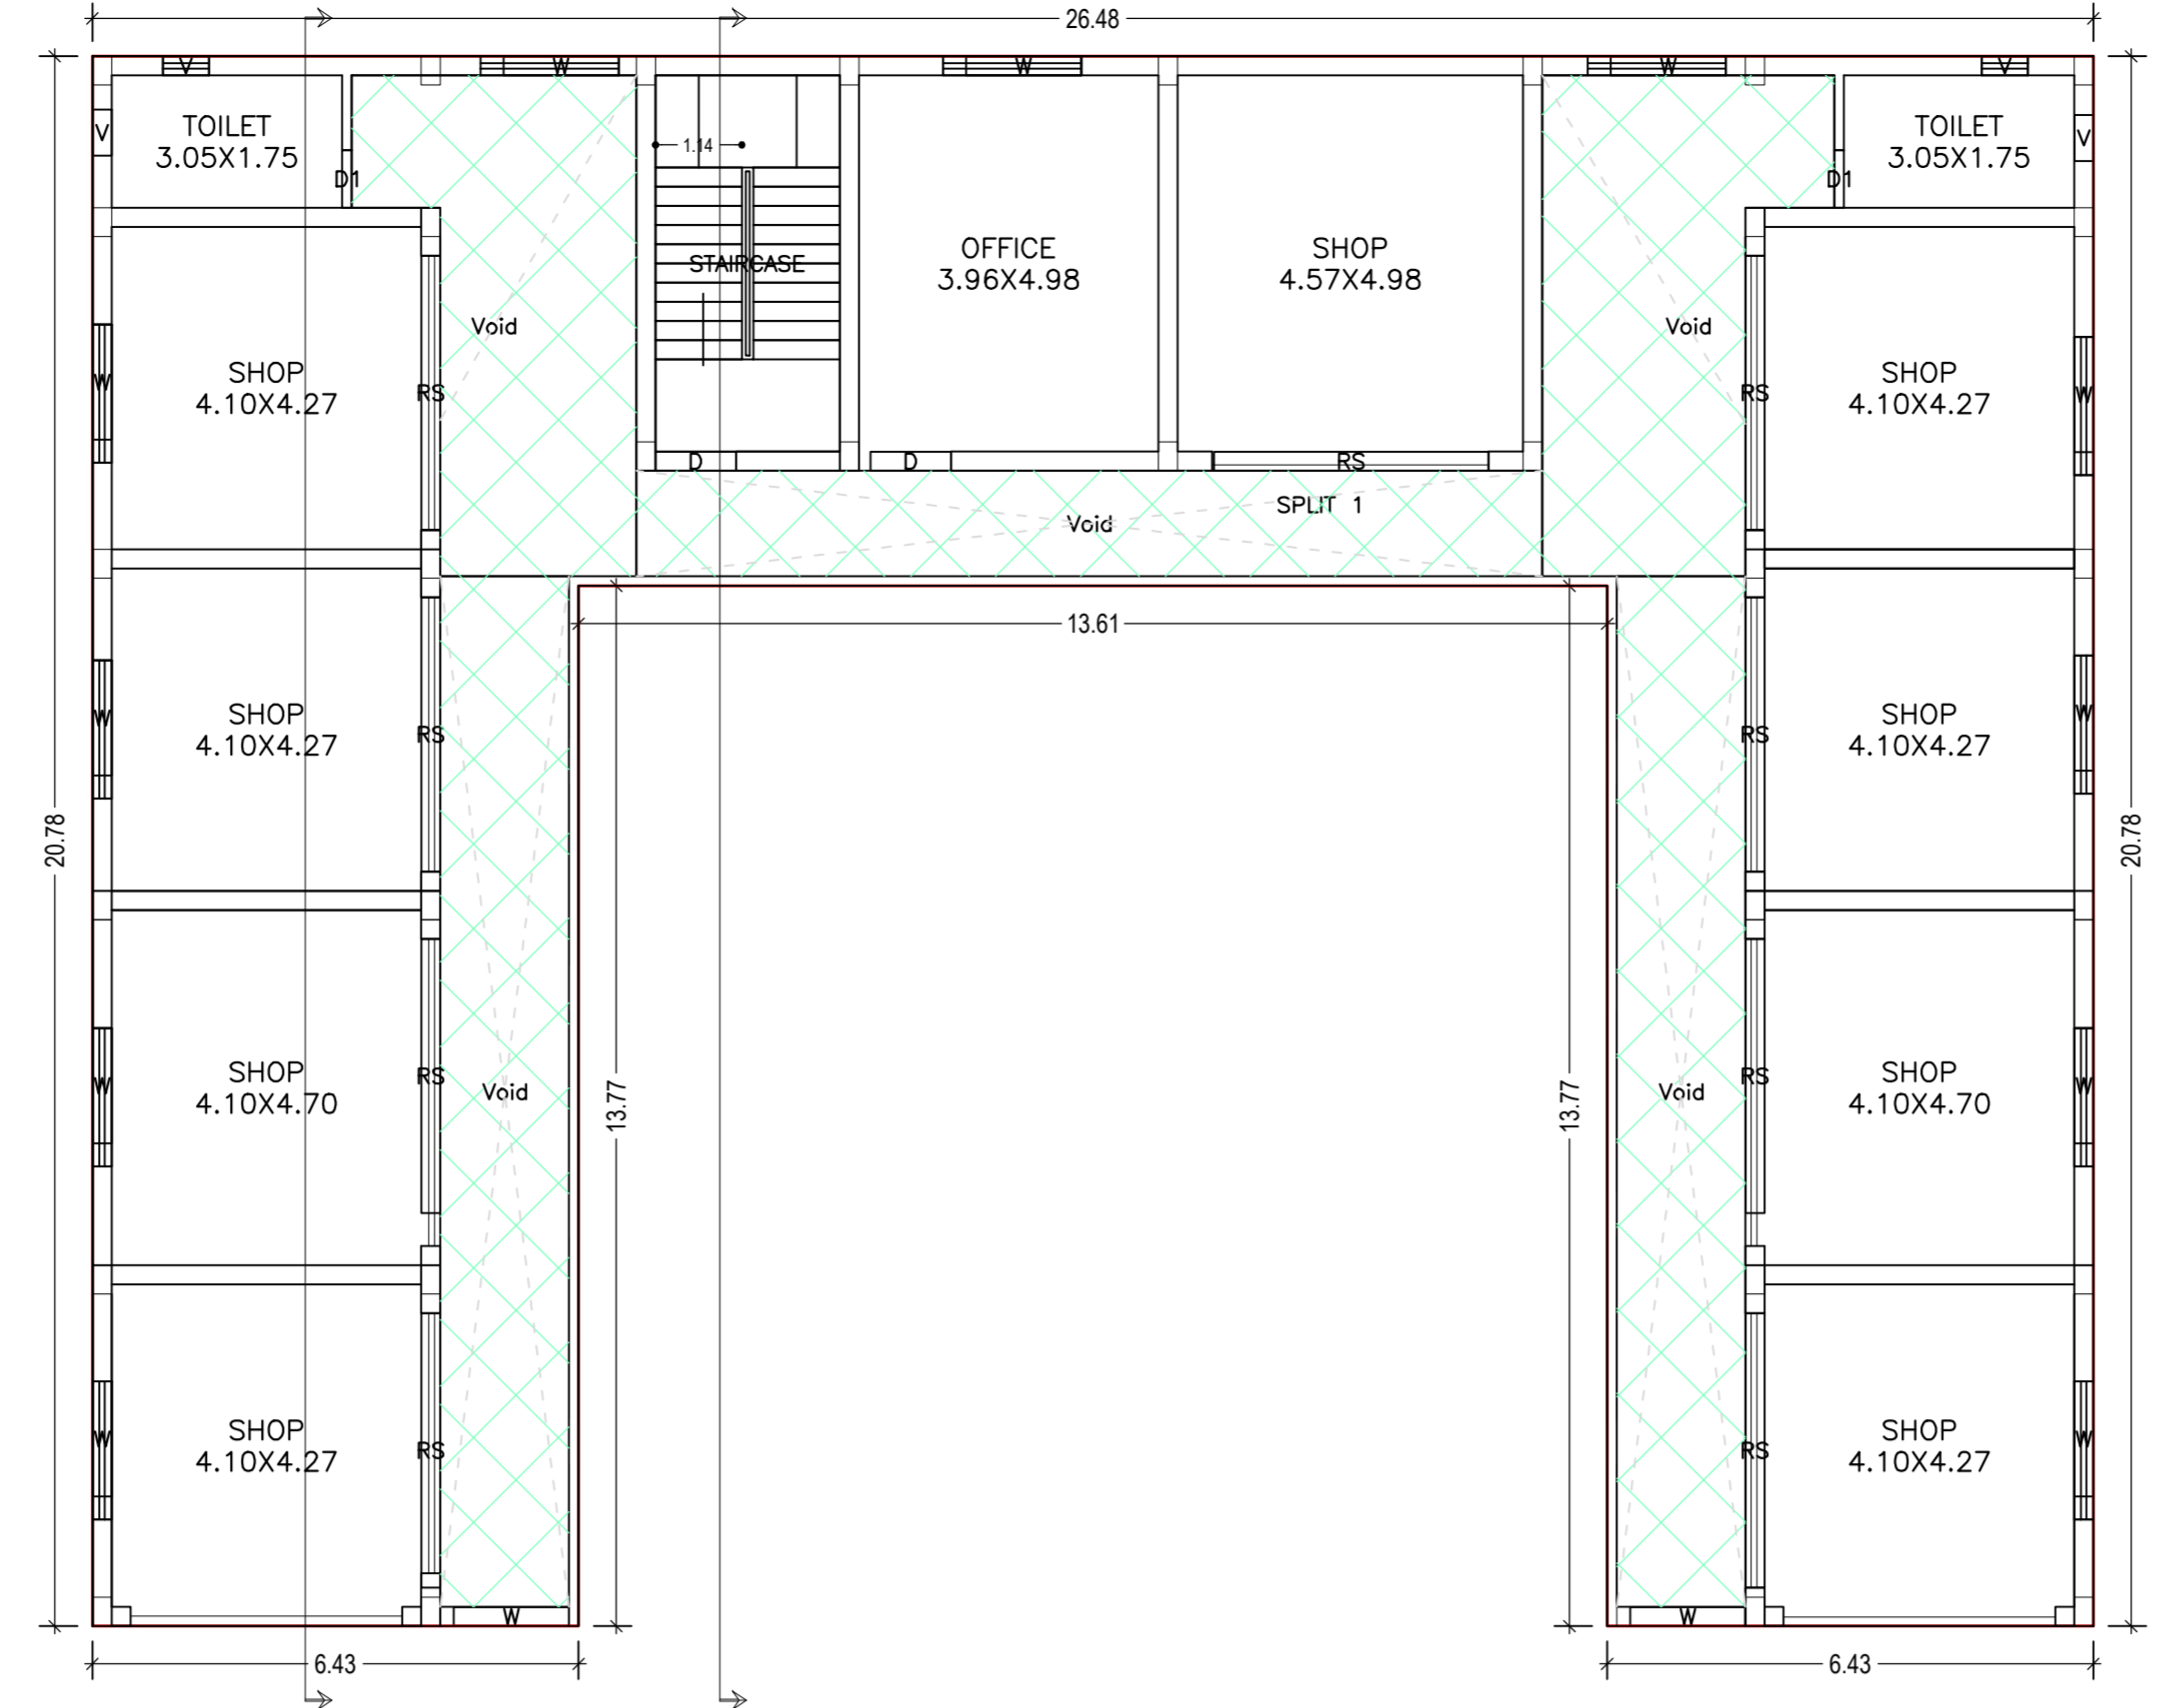 26.48
V
W
W
W
V
TOILET
3.05X1.75
V
D1
1.14
STAIRCASE
OFFICE
3.96X4.98
SHOP
4.57X4.98
TOILET
3.05X1.75
V
D1
Void
Void
SHOP
4.10X4.27
W
RS
SHOP
4.10X4.27
RS
W
D
D
RS
SPLIT 1
Void
13.61
SHOP
4.10X4.27
W
RS
SHOP
4.10X4.27
RS
W
20.78
20.78
SHOP
4.10X4.70
W
RS
Void
13.77
13.77
Void
RS
SHOP
4.10X4.70
W
SHOP
4.10X4.27
W
RS
RS
SHOP
4.10X4.27
W
W
W
6.43
6.43